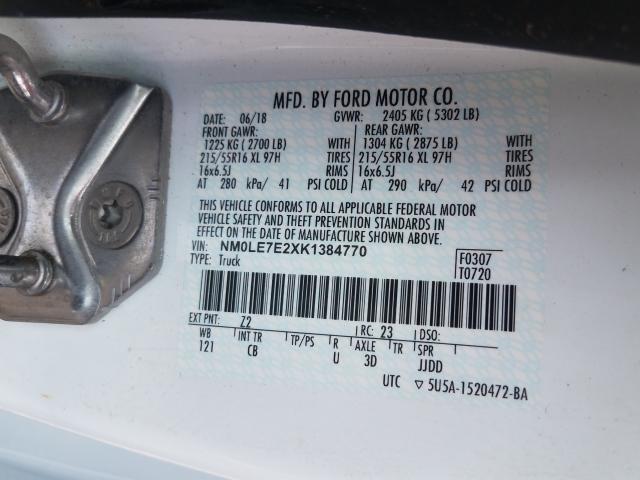 MFD. BY FORD MOTOR CO.
DATE: 06/18 GVWR: 2405 KG ( 5302 LB)
FRONT GAWR: REAR GAWR:
1225 KG ( 2700 LB) WITH 1304 KG ( 2875 LB) WITH
215/55R16 XL 97H TIRES 215/55R16 XL 97H TIRES
16x6.5J RIMS 16x6.5J RIMS
AT 280 kPa/ 41 PSI COLD AT 290 kPa/ 42 PSI COLD
THIS VEHICLE CONFORMS TO ALL APPLICABLE FEDERAL MOTOR
VEHICLE SAFETY AND THEFT PREVENTION STANDARDS IN
EFFECT ON THE DATE OF MANUFACTURE SHOWN ABOVE.
VIN: NM0LE7E2XK1384770 F0307
TYPE: Truck T0720
EXT PNT: Z2 RC: 23 DSO:
WB INT TR TP/PS R AXLE TR SPR
121 CB U 3D JJDD
UTC ▽ 5U5A-1520472-BA